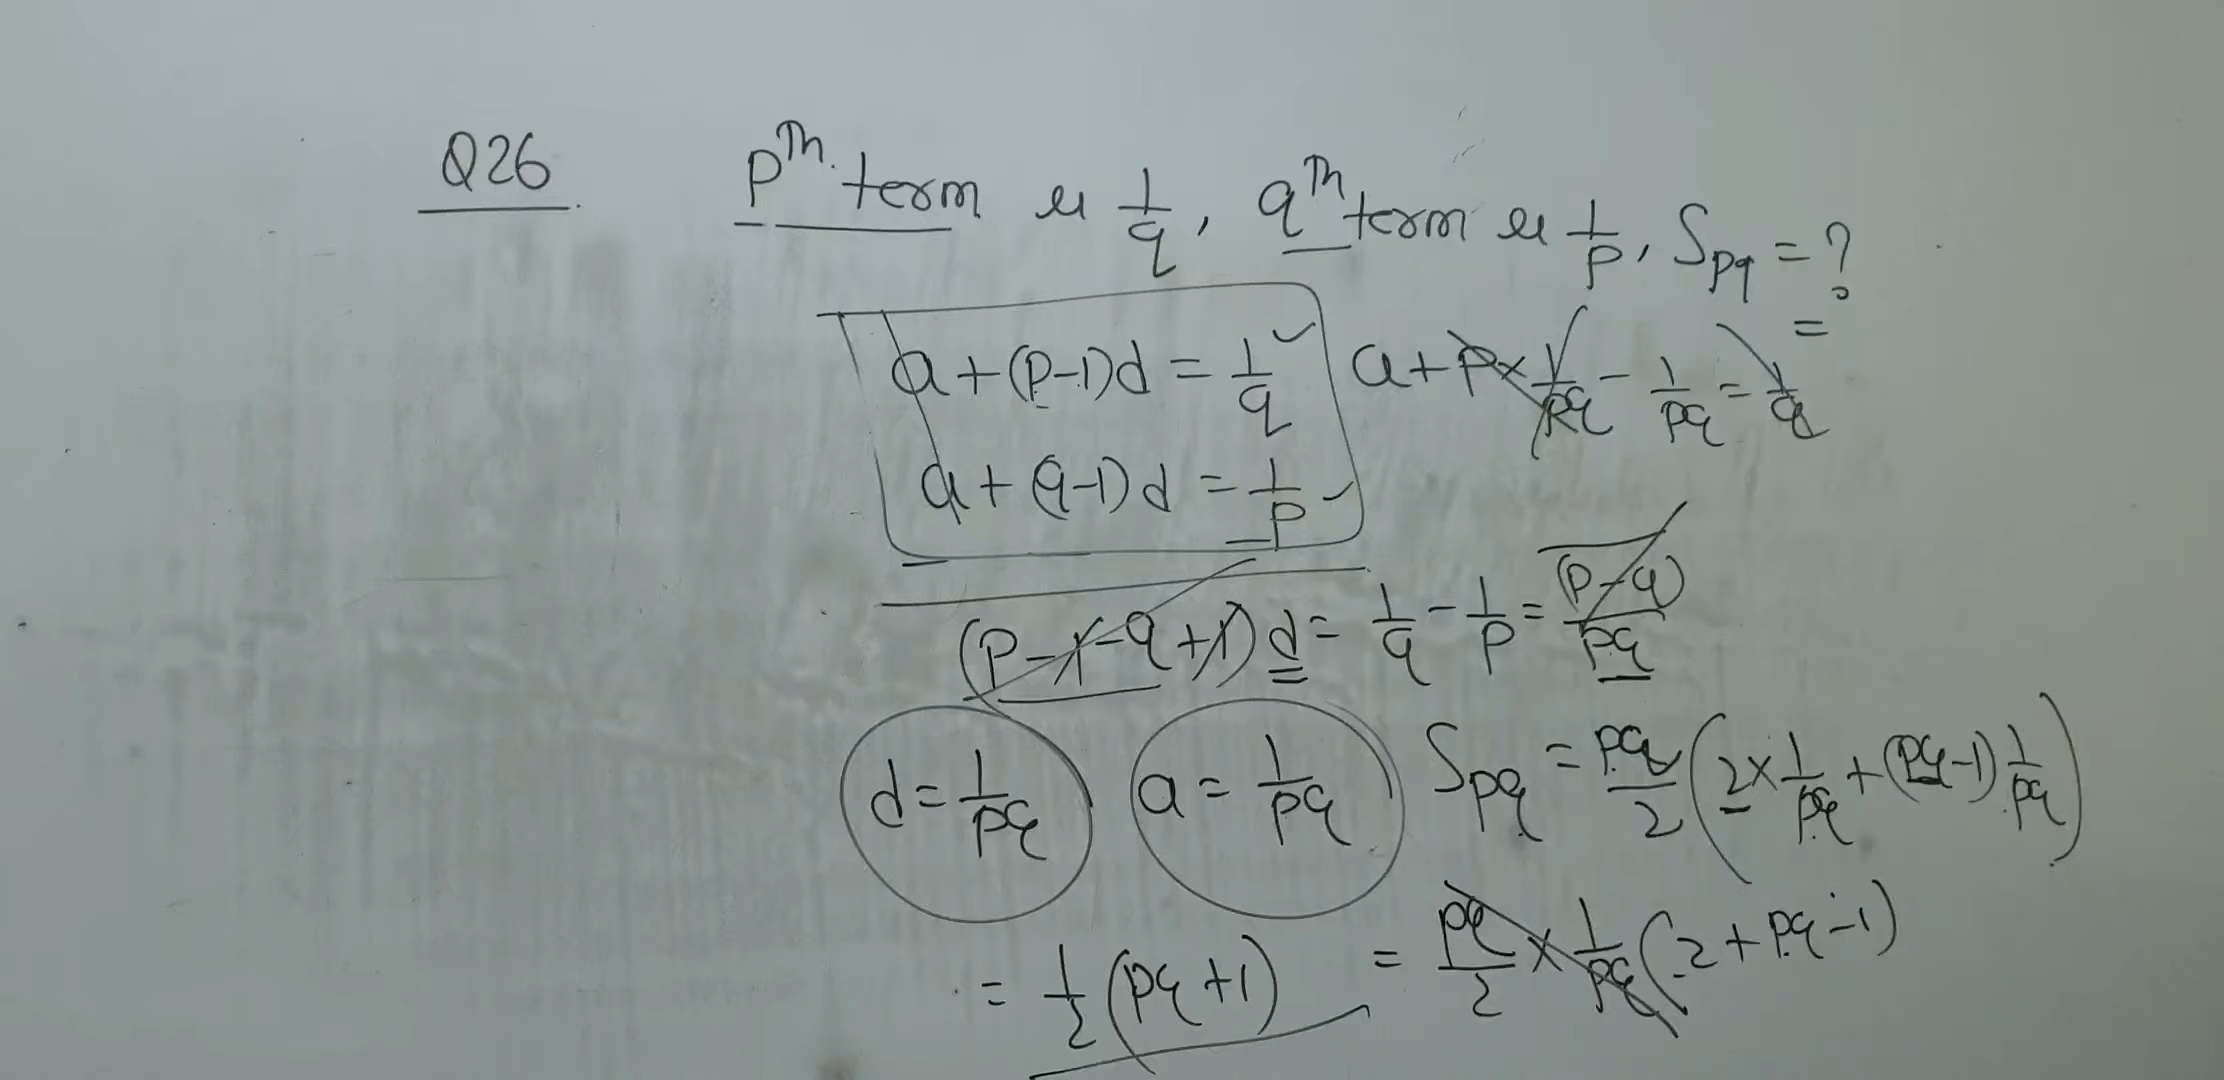 Q26 pth term is 1/q, qth term is 1/p, Spq = ?
a+(p-1)d = 1/q a+p×1/pq - 1/pq = 1/q
a+(q-1)d = 1/p
(p-1-q+1)d = 1/q - 1/p = (p-q)/pq
d = 1/pq a = 1/pq Spq = pq/2 (2×1/pq + (pq-1) 1/pq)
= 1/2 (pq+1) = pq/2 × 1/pq (2+pq-1)